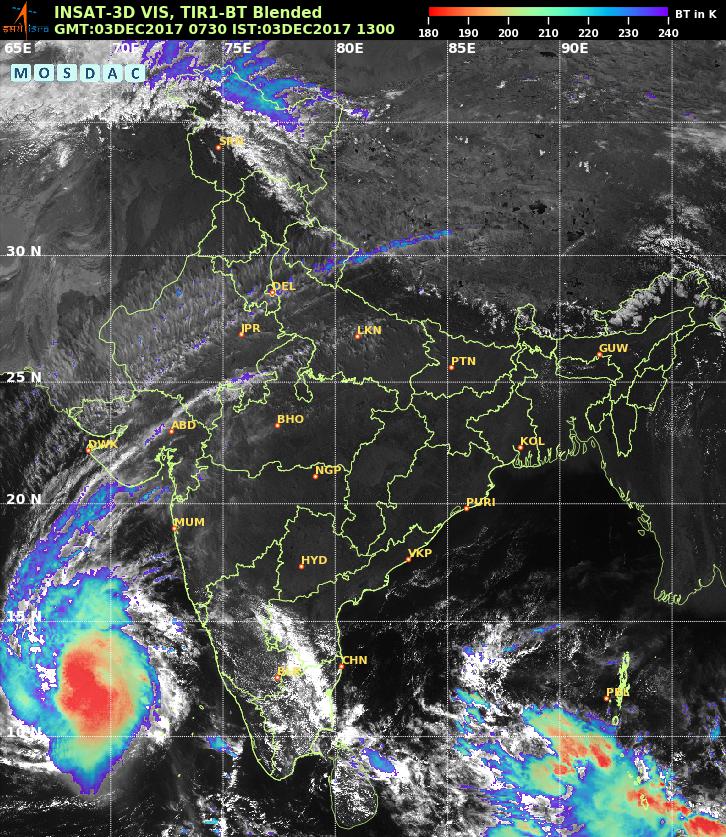 INSAT-3D VIS, TIR1-BT Blended
GMT:03DEC2017 0730 IST:03DEC2017 1300
BT in K
180 190 200 210 220 230 240
65E 70E 75E 80E 85E 90E
MOSDAC
SRN
30 N
DEL
JPR
LKN
GUW
PTN
25 N
ABD
BHO
DWK
KOL
NGP
20 N
PURI
MUM
VKP
HYD
15 N
CHN
10 N